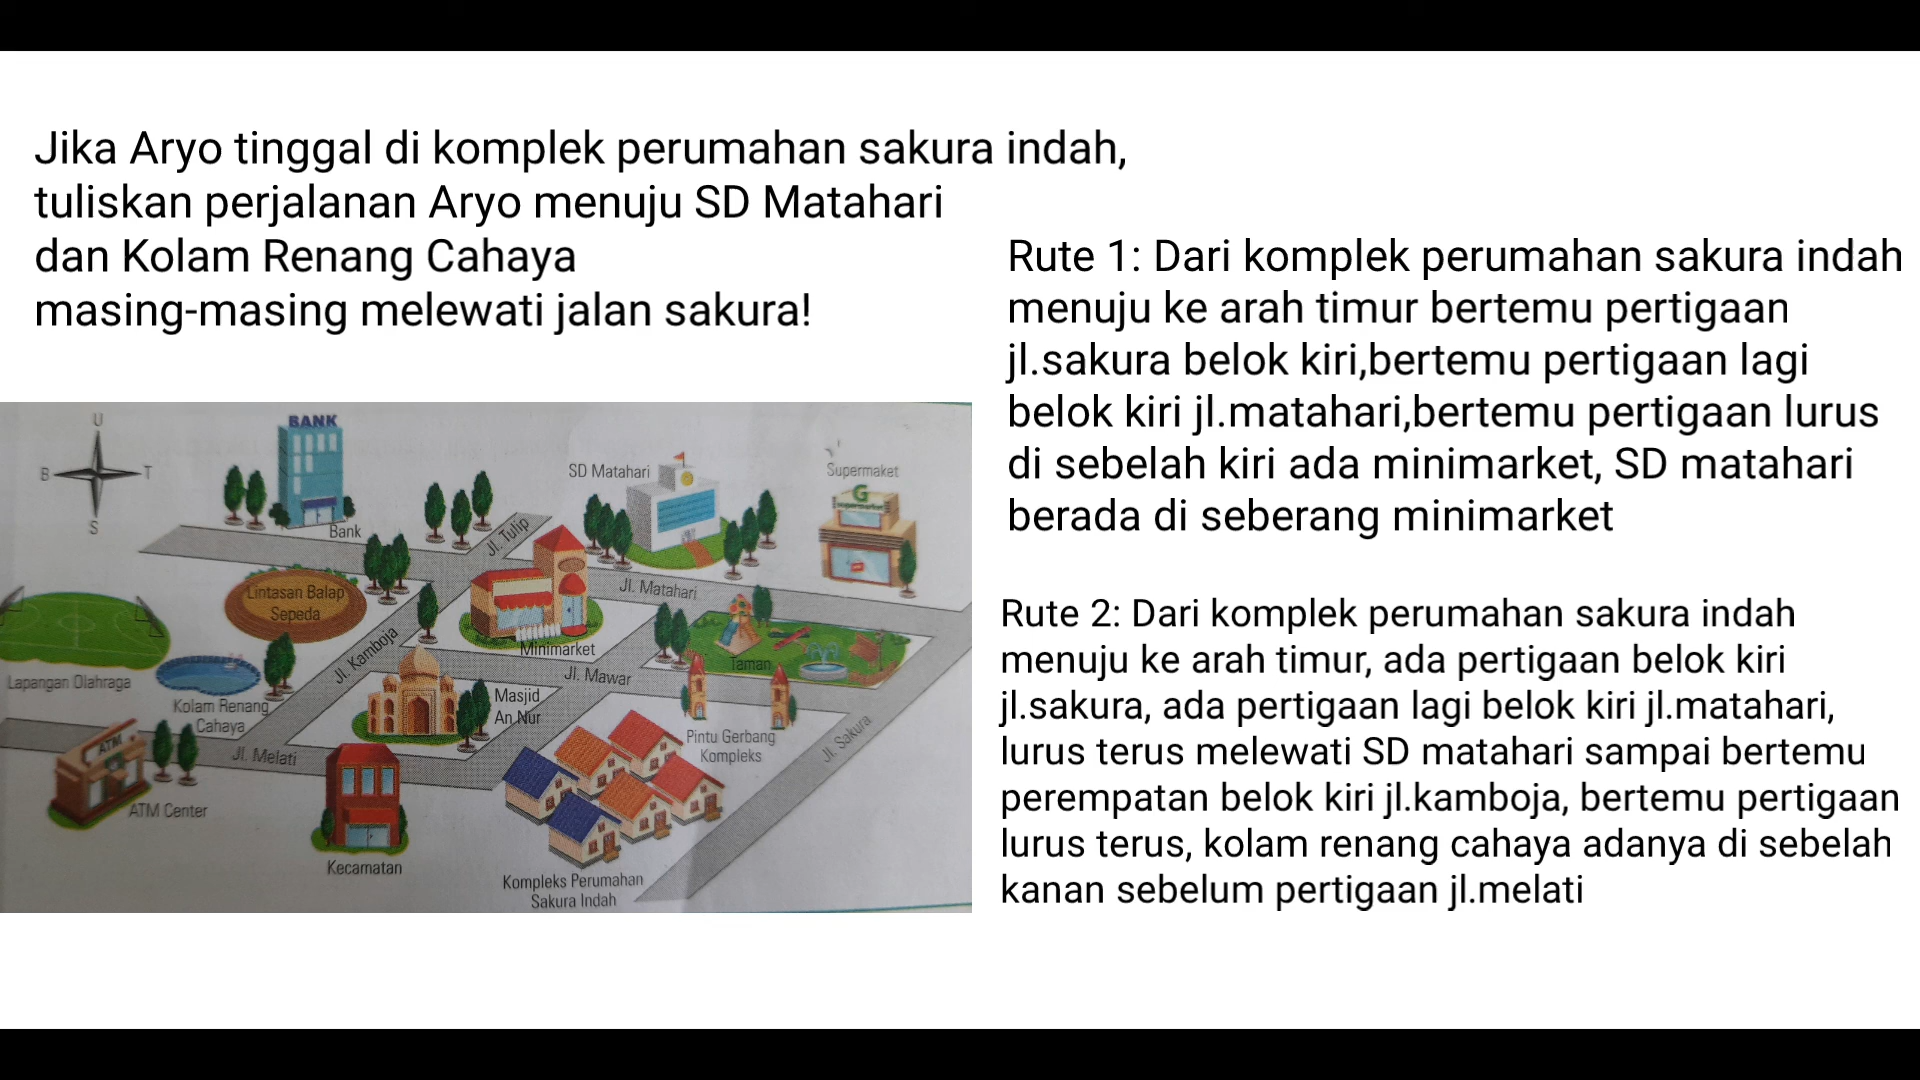 Jika Aryo tinggal di komplek perumahan sakura indah,
tuliskan perjalanan Aryo menuju SD Matahari
dan Kolam Renang Cahaya
masing-masing melewati jalan sakura!
Rute 1: Dari komplek perumahan sakura indah
menuju ke arah timur bertemu pertigaan
jl.sakura belok kiri,bertemu pertigaan lagi
belok kiri jl.matahari,bertemu pertigaan lurus
di sebelah kiri ada minimarket, SD matahari
berada di seberang minimarket
Rute 2: Dari komplek perumahan sakura indah
menuju ke arah timur, ada pertigaan belok kiri
jl.sakura, ada pertigaan lagi belok kiri jl.matahari,
lurus terus melewati SD matahari sampai bertemu
perempatan belok kiri jl.kamboja, bertemu pertigaan
lurus terus, kolam renang cahaya adanya di sebelah
kanan sebelum pertigaan jl.melati
U
B
T
S
BANK
Bank
Jl. Tulip
SD Matahari
Supermaket
G
supermarket
Jl. Matahari
Lintasan Balap
Sepeda
Jl. Kamboja
Minimarket
Taman
Jl. Mawar
Lapangan Olahraga
Kolam Renang
Cahaya
Masjid
An Nur
Pintu Gerbang
Kompleks
Jl. Sakura
ATM
Jl. Melati
ATM Center
Kecamatan
Kompleks Perumahan
Sakura Indah